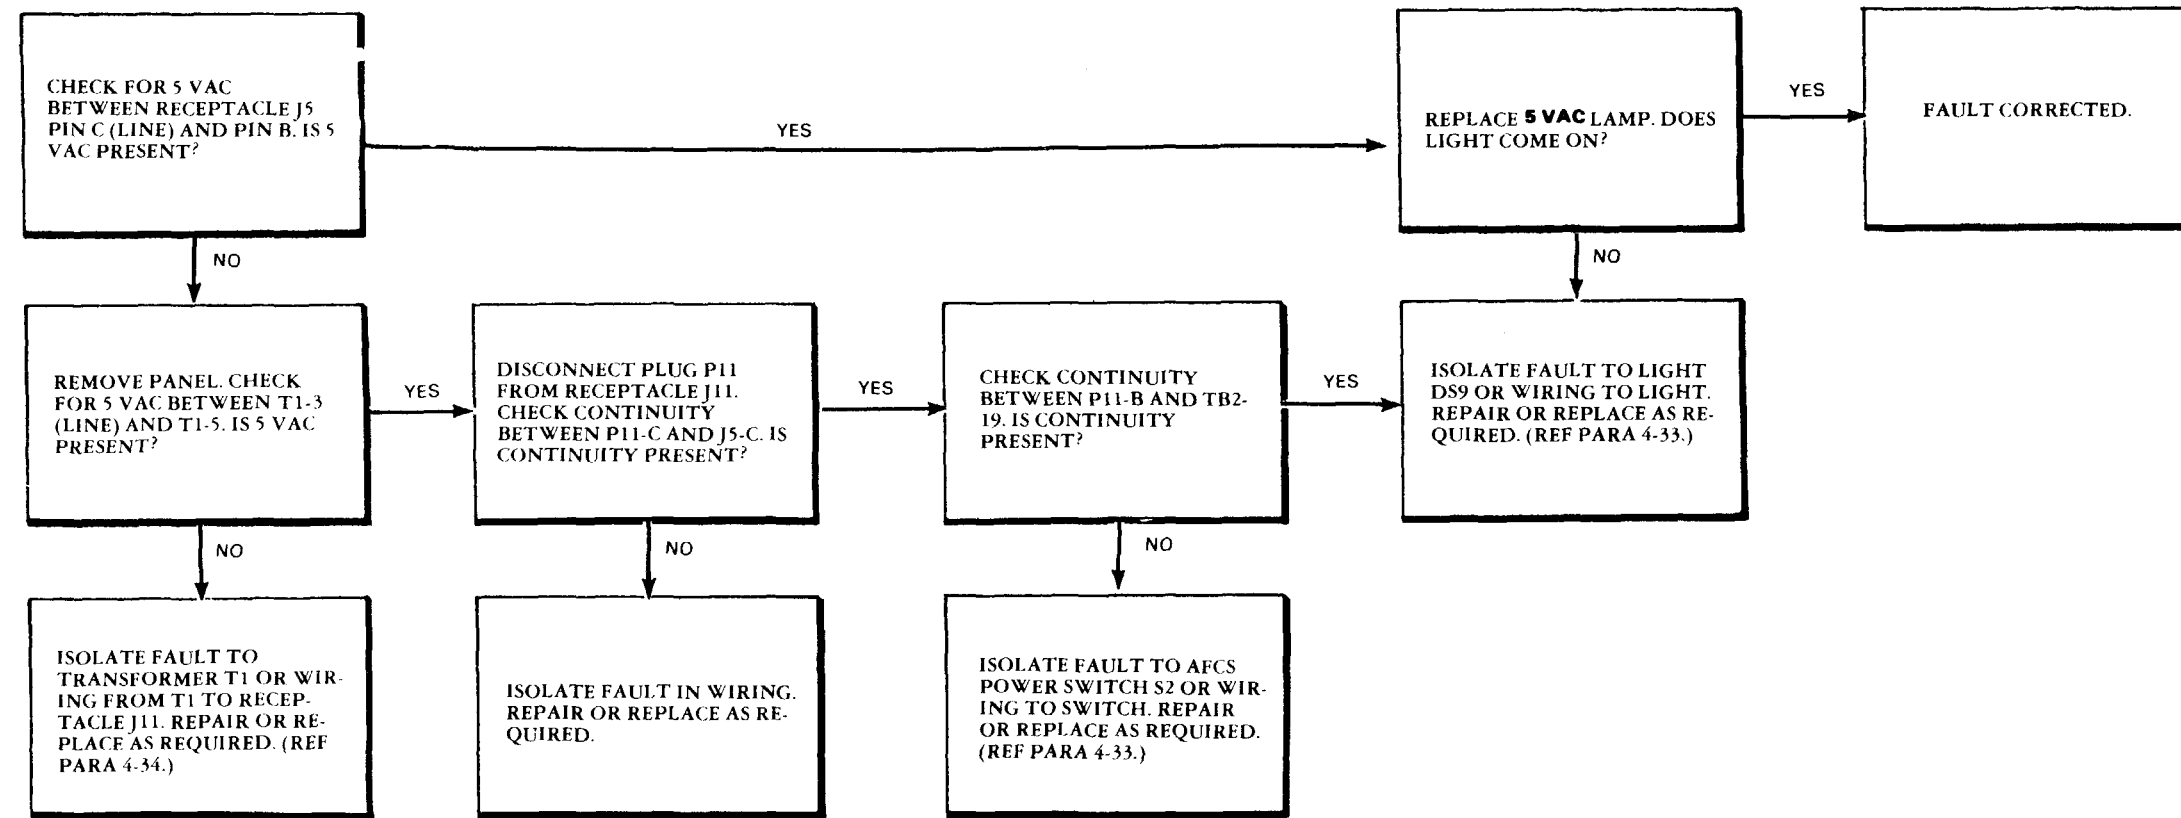 CHECK FOR 5 VAC
BETWEEN RECEPTACLE J5
PIN C (LINE) AND PIN B. IS 5
VAC PRESENT?
YES
REPLACE 5 VAC LAMP. DOES
LIGHT COME ON?
YES
FAULT CORRECTED.
NO
NO
REMOVE PANEL. CHECK
FOR 5 VAC BETWEEN T1-3
(LINE) AND T1-5. IS 5 VAC
PRESENT?
YES
DISCONNECT PLUG P11
FROM RECEPTACLE J11.
CHECK CONTINUITY
BETWEEN P11-C AND J5-C. IS
CONTINUITY PRESENT?
YES
CHECK CONTINUITY
BETWEEN P11-B AND TB2-
19. IS CONTINUITY
PRESENT?
YES
ISOLATE FAULT TO LIGHT
DS9 OR WIRING TO LIGHT.
REPAIR OR REPLACE AS RE-
QUIRED. (REF PARA 4-33.)
NO
NO
NO
ISOLATE FAULT TO
TRANSFORMER T1 OR WIR-
ING FROM T1 TO RECEP-
TACLE J11. REPAIR OR RE-
PLACE AS REQUIRED. (REF
PARA 4-34.)
ISOLATE FAULT IN WIRING.
REPAIR OR REPLACE AS RE-
QUIRED.
ISOLATE FAULT TO AFCS
POWER SWITCH S2 OR WIR-
ING TO SWITCH. REPAIR
OR REPLACE AS REQUIRED.
(REF PARA 4-33.)